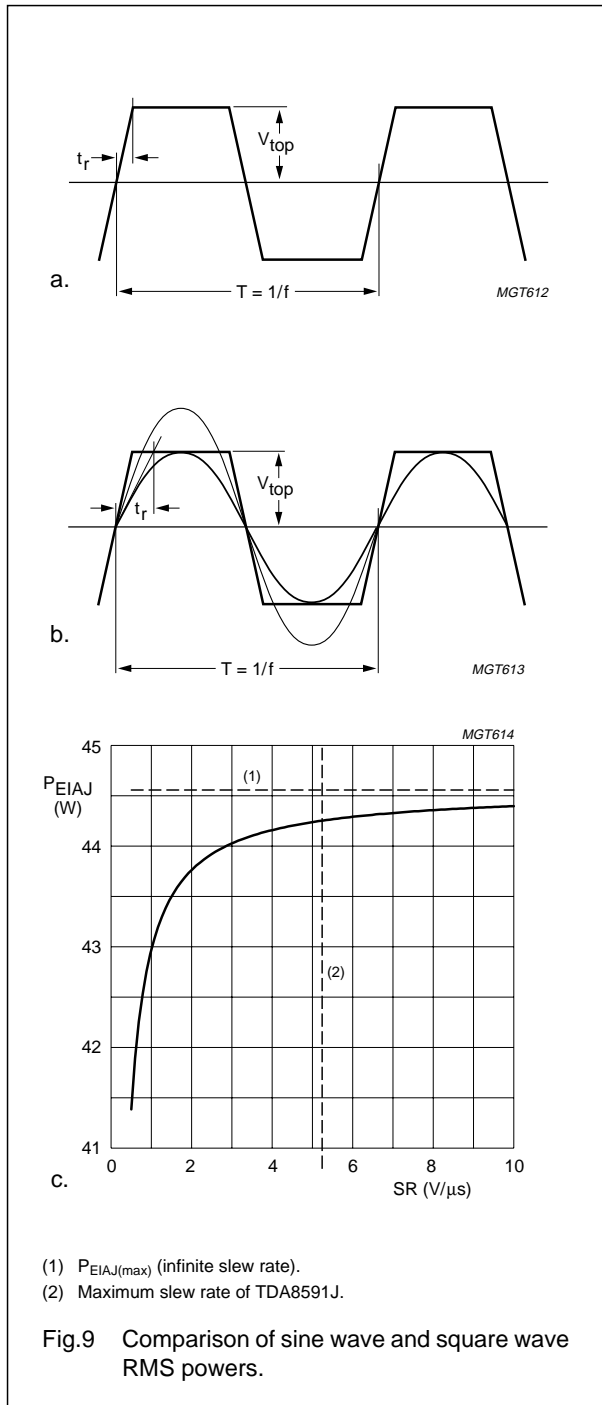 t_r
V_top
a.
T = 1/f
MGT612
V_top
t_r
b.
T = 1/f
MGT613
MGT614
45
P_EIAJ
(W)
(1)
44
43
(2)
42
41
0 2 4 6 8 10
c.
SR (V/μs)
(1) P_EIAJ(max) (infinite slew rate).
(2) Maximum slew rate of TDA8591J.
Fig.9 Comparison of sine wave and square wave
RMS powers.